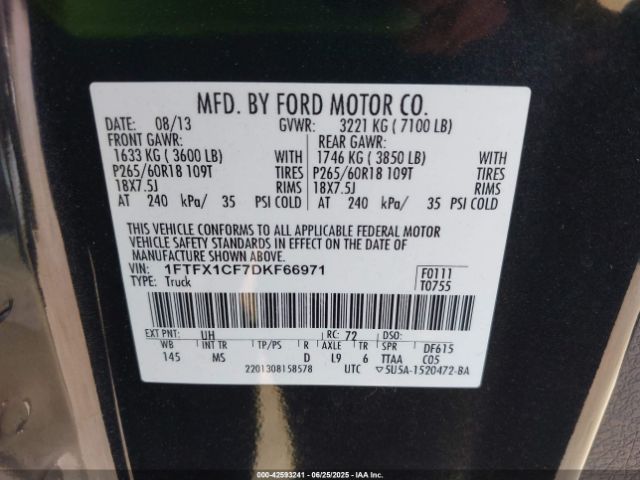 MFD. BY FORD MOTOR CO.
DATE: 08/13 GVWR: 3221 KG ( 7100 LB)
FRONT GAWR: REAR GAWR:
1633 KG ( 3600 LB) WITH 1746 KG ( 3850 LB) WITH
P265/60R18 109T TIRES P265/60R18 109T TIRES
18X7.5J RIMS 18X7.5J RIMS
AT 240 kPa/ 35 PSI COLD AT 240 kPa/ 35 PSI COLD
THIS VEHICLE CONFORMS TO ALL APPLICABLE FEDERAL MOTOR
VEHICLE SAFETY STANDARDS IN EFFECT ON THE DATE OF
MANUFACTURE SHOWN ABOVE.
VIN: 1FTFX1CF7DKF66971 F0111
TYPE: Truck T0755
EXT PNT: UH RC: 72 DSO:
WB INT TR TP/PS R AXLE TR SPR DF615
145 MS D L9 6 TTAA C05
2201308158578 UTC ▽5U5A-1520472-BA
000-42593241 - 06/25/2025 - IAAI.COM